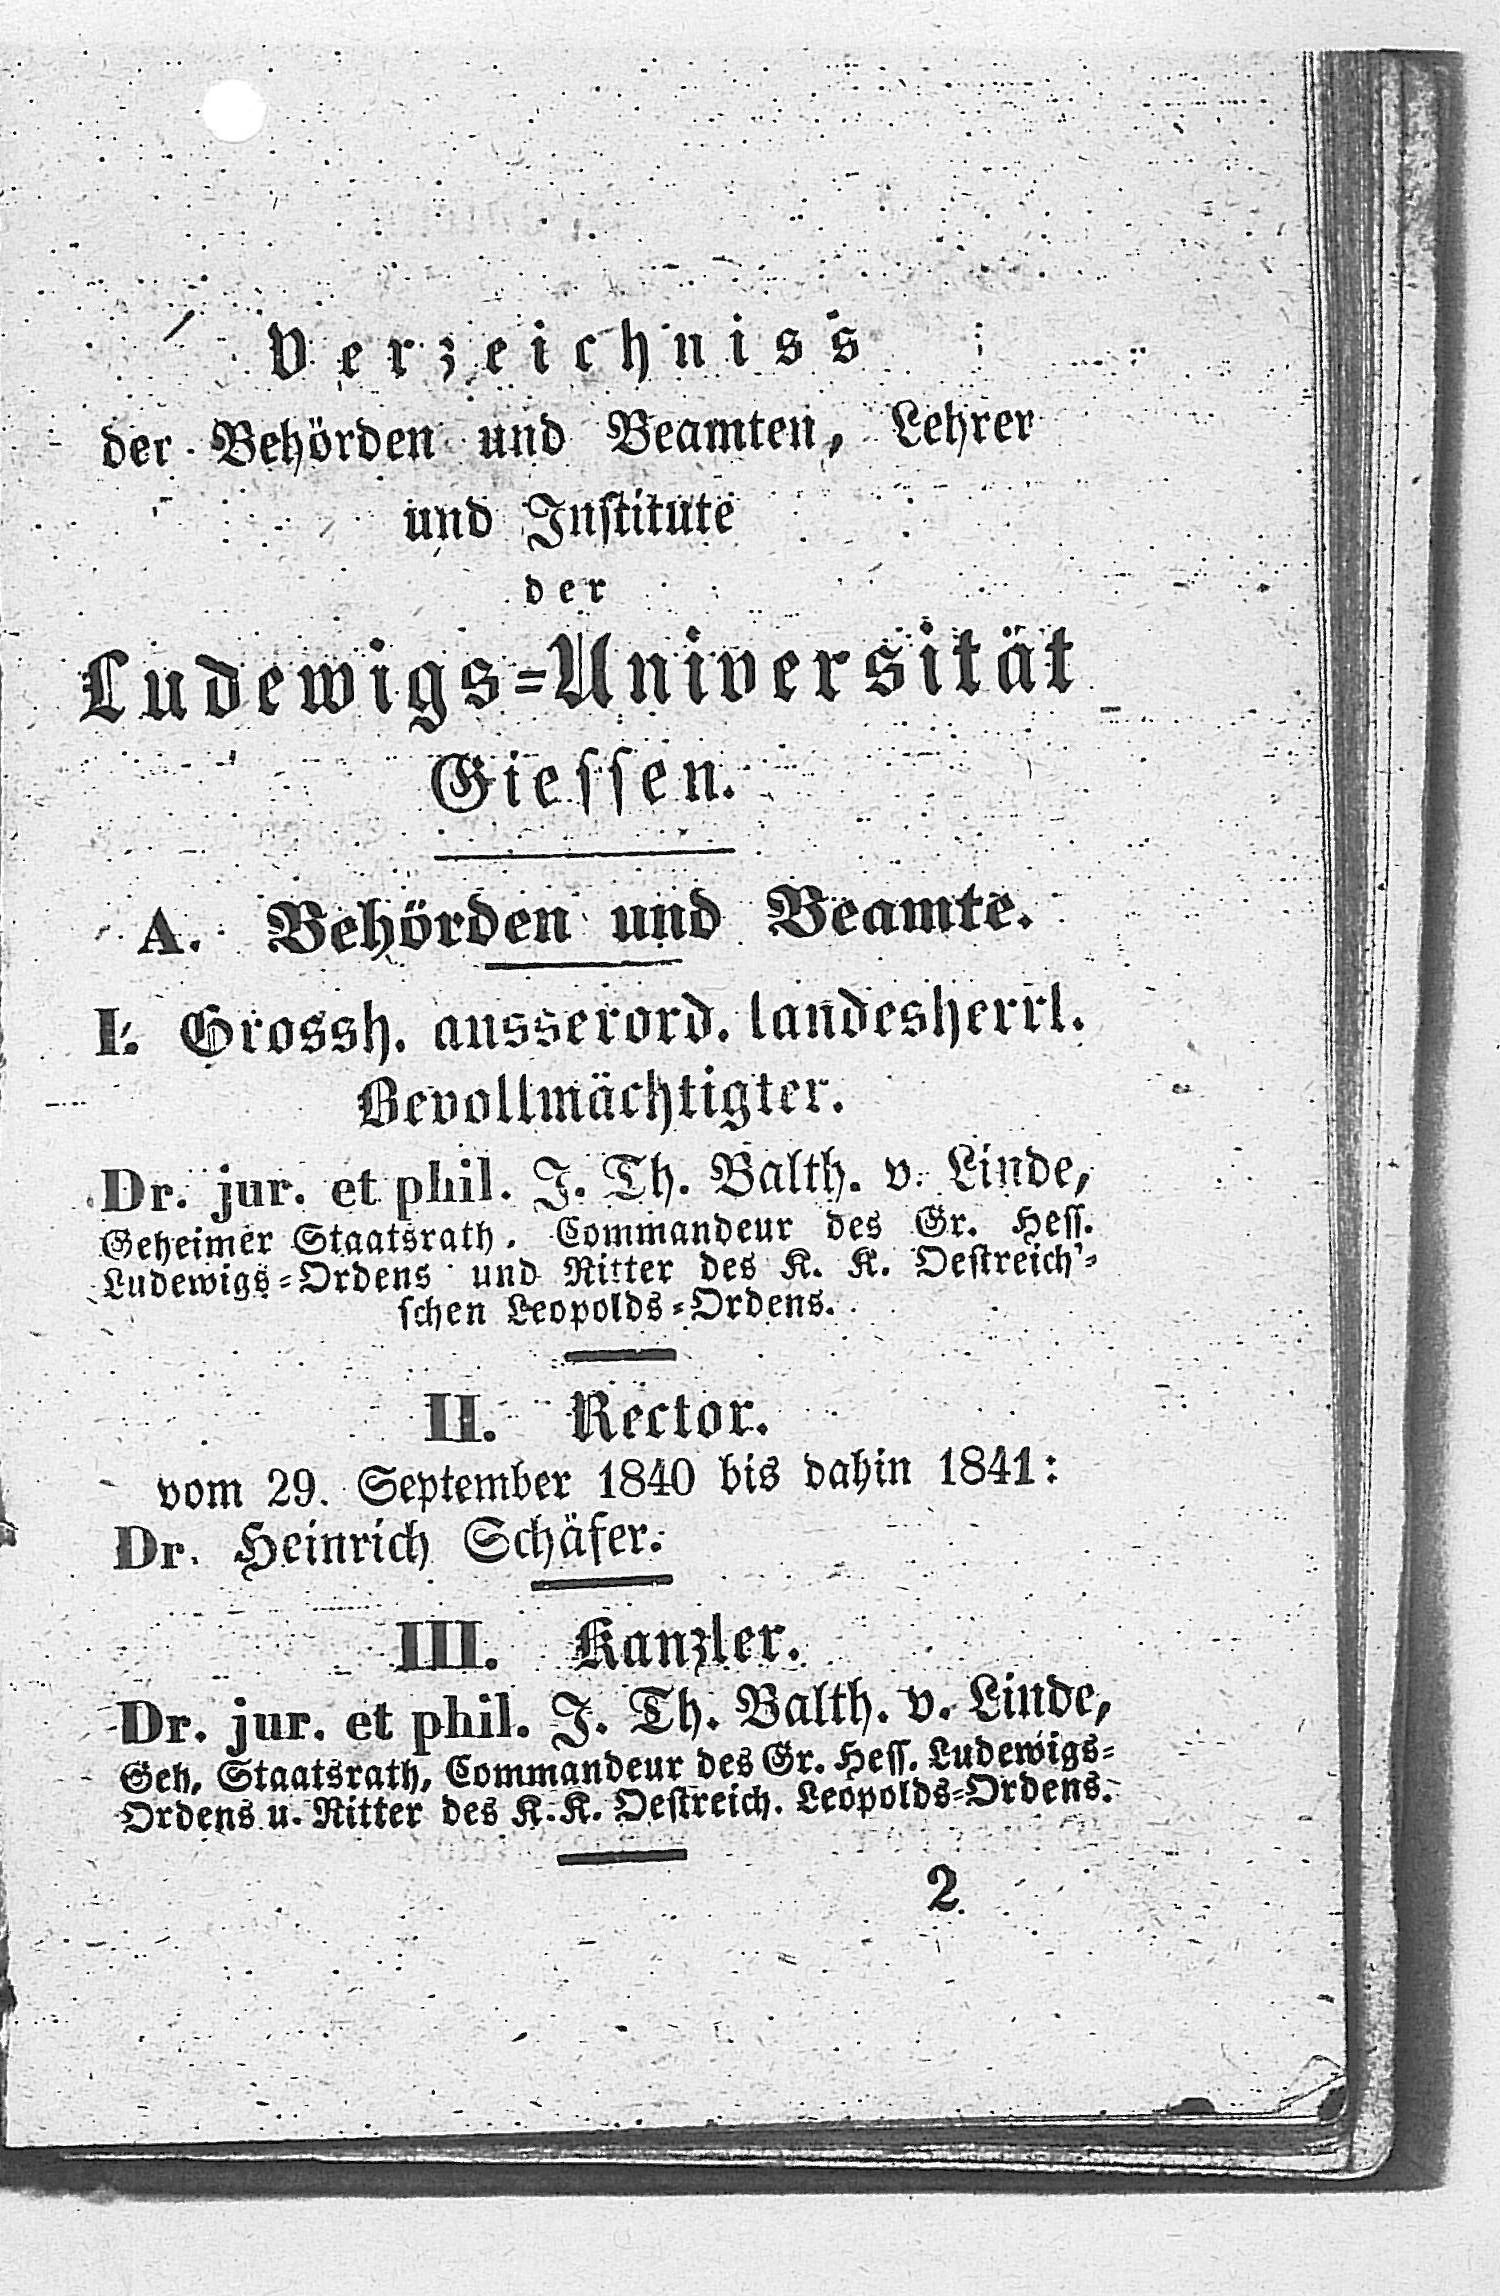 Verzeichniss
der Behörden und Beamten, Lehrer
und Institute
der
Ludewigs=Universität
Giessen.
A. Behörden und Beamte.
I. Grossh. ausserord. landesherrl.
Bevollmächtigter.
Dr. jur. et phil. J. Th. Balth. v. Linde,
Geheimer Staatsrath, Commandeur des Gr. Hess.
Ludewigs=Ordens und Ritter des K. K. Oestreich'=
schen Leopolds=Ordens.
II. Rector.
vom 29. September 1840 bis dahin 1841:
Dr. Heinrich Schäfer.
III. Kanzler.
Dr. jur. et phil. J. Th. Balth. v. Linde,
Geh. Staatsrath, Commandeur des Gr. Hess. Ludewigs=
Ordens u. Ritter des K. K. Oestreich. Leopolds=Ordens.
2